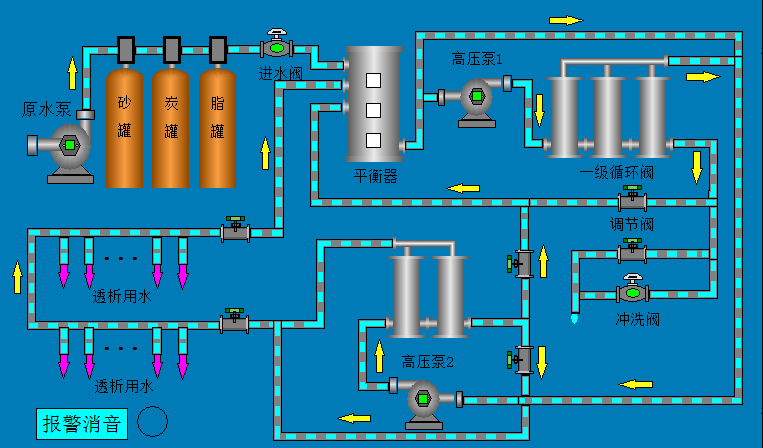 高压泵1
进水阀
原水泵
砂罐
炭罐
脂罐
平衡器
一级循环阀
调节阀
透析用水
冲洗阀
高压泵2
透析用水
报警消音